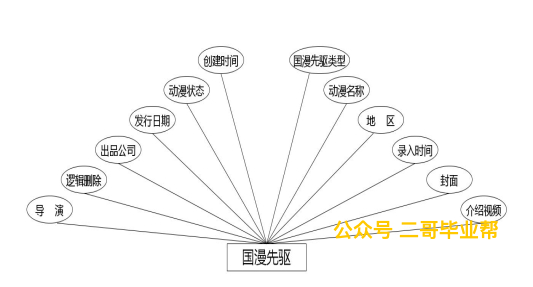 创建时间
国漫先驱类型
动漫状态
动漫名称
发行日期
地 区
出品公司
录入时间
逻辑删除
封面
导 演
介绍视频
公众号 二哥毕业帮
国漫先驱